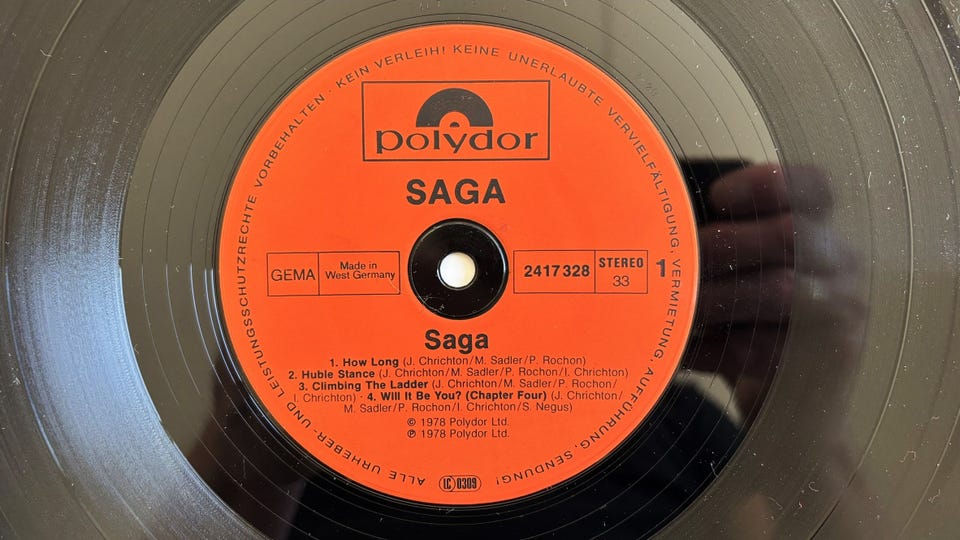 ALLE URHEBER- UND LEISTUNGSSCHUTZRECHTE VORBEHALTEN · KEIN VERLEIH! KEINE UNERLAUBTE VERVIELFÄLTIGUNG, VERMIETUNG, AUFFÜHRUNG, SENDUNG!
polydor
SAGA
GEMA
Made in
West Germany
2417 328
STEREO
33
1
Saga
1. How Long (J. Chrichton/M. Sadler/P. Rochon)
2. Huble Stance (J. Chrichton/M. Sadler/P. Rochon/I. Chrichton)
3. Climbing The Ladder (J. Chrichton/M. Sadler/P. Rochon/
I. Chrichton) · 4. Will It Be You? (Chapter Four) (J. Chrichton/
M. Sadler/P. Rochon/I. Chrichton/S. Negus)
© 1978 Polydor Ltd.
℗ 1978 Polydor Ltd.
LC 0309